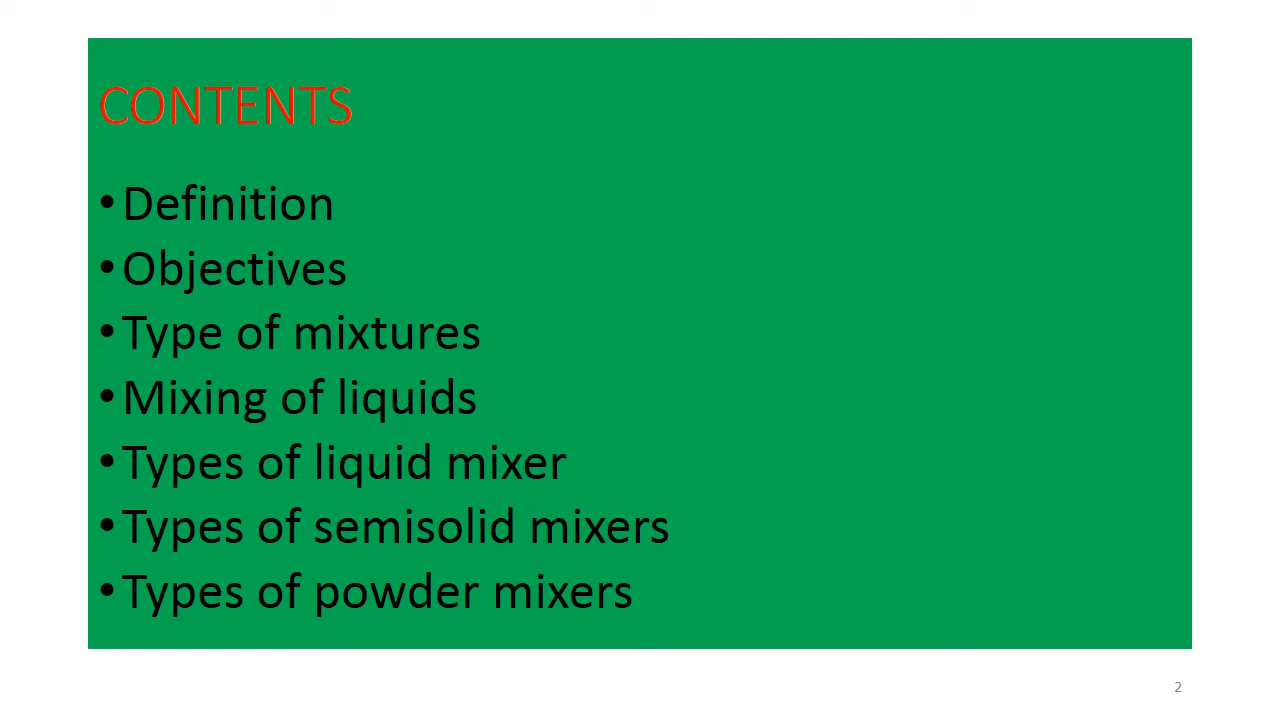 CONTENTS
•Definition
•Objectives
•Type of mixtures
•Mixing of liquids
•Types of liquid mixer
•Types of semisolid mixers
•Types of powder mixers
2